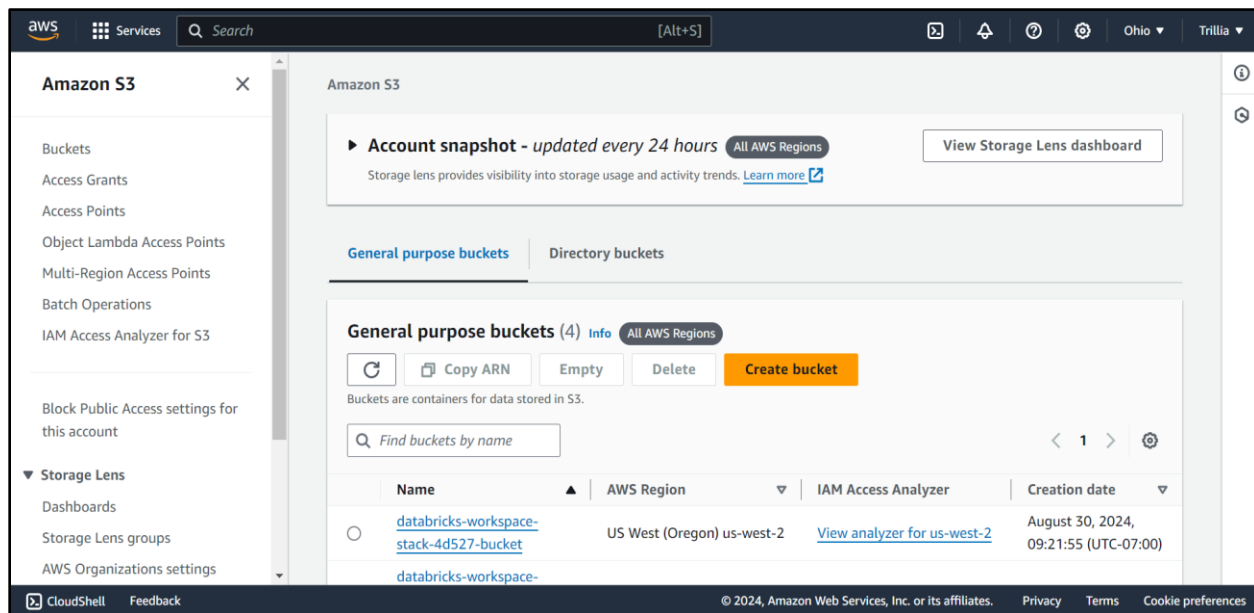 aws
Services
Search
[Alt+S]
Ohio
Trillia
Amazon S3
Buckets
Access Grants
Access Points
Object Lambda Access Points
Multi-Region Access Points
Batch Operations
IAM Access Analyzer for S3
Block Public Access settings for
this account
Storage Lens
Dashboards
Storage Lens groups
AWS Organizations settings
Amazon S3
Account snapshot - updated every 24 hours All AWS Regions
View Storage Lens dashboard
Storage lens provides visibility into storage usage and activity trends. Learn more
General purpose buckets
Directory buckets
General purpose buckets (4) Info All AWS Regions
Copy ARN
Empty
Delete
Create bucket
Buckets are containers for data stored in S3.
Find buckets by name
1
Name
AWS Region
IAM Access Analyzer
Creation date
databricks-workspace-
stack-4d527-bucket
US West (Oregon) us-west-2
View analyzer for us-west-2
August 30, 2024,
09:21:55 (UTC-07:00)
databricks-workspace-
CloudShell
Feedback
© 2024, Amazon Web Services, Inc. or its affiliates.
Privacy
Terms
Cookie preferences